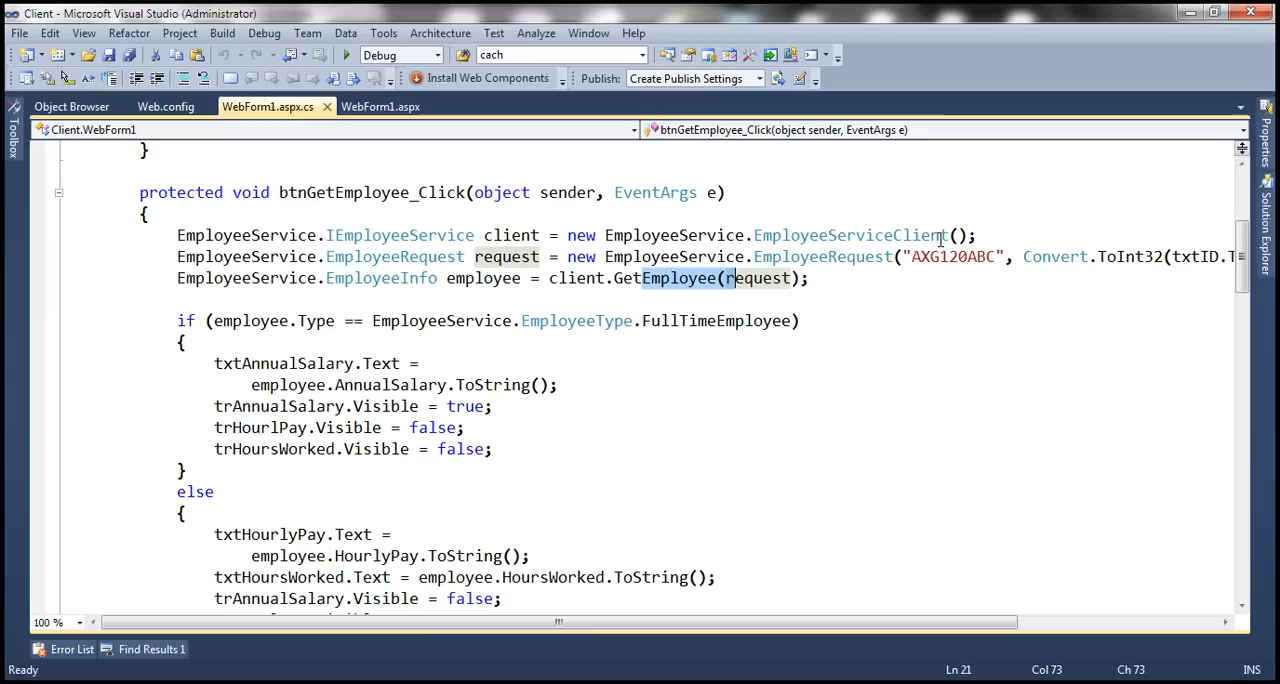 Client - Microsoft Visual Studio (Administrator)
File Edit View Refactor Project Build Debug Team Data Tools Architecture Test Analyze Window Help
Debug cach
Install Web Components Publish: Create Publish Settings
Object Browser Web.config WebForm1.aspx.cs WebForm1.aspx
Client.WebForm1 btnGetEmployee_Click(object sender, EventArgs e)
Toolbox
Properties
Solution Explorer
}
protected void btnGetEmployee_Click(object sender, EventArgs e)
{
EmployeeService.IEmployeeService client = new EmployeeService.EmployeeServiceClient();
EmployeeService.EmployeeRequest request = new EmployeeService.EmployeeRequest("AXG120ABC", Convert.ToInt32(txtID.T
EmployeeService.EmployeeInfo employee = client.GetEmployee(request);
if (employee.Type == EmployeeService.EmployeeType.FullTimeEmployee)
{
txtAnnualSalary.Text =
employee.AnnualSalary.ToString();
trAnnualSalary.Visible = true;
trHourlPay.Visible = false;
trHoursWorked.Visible = false;
}
else
{
txtHourlyPay.Text =
employee.HourlyPay.ToString();
txtHoursWorked.Text = employee.HoursWorked.ToString();
trAnnualSalary.Visible = false;
100 %
Error List Find Results 1
Ready Ln 21 Col 73 Ch 73 INS